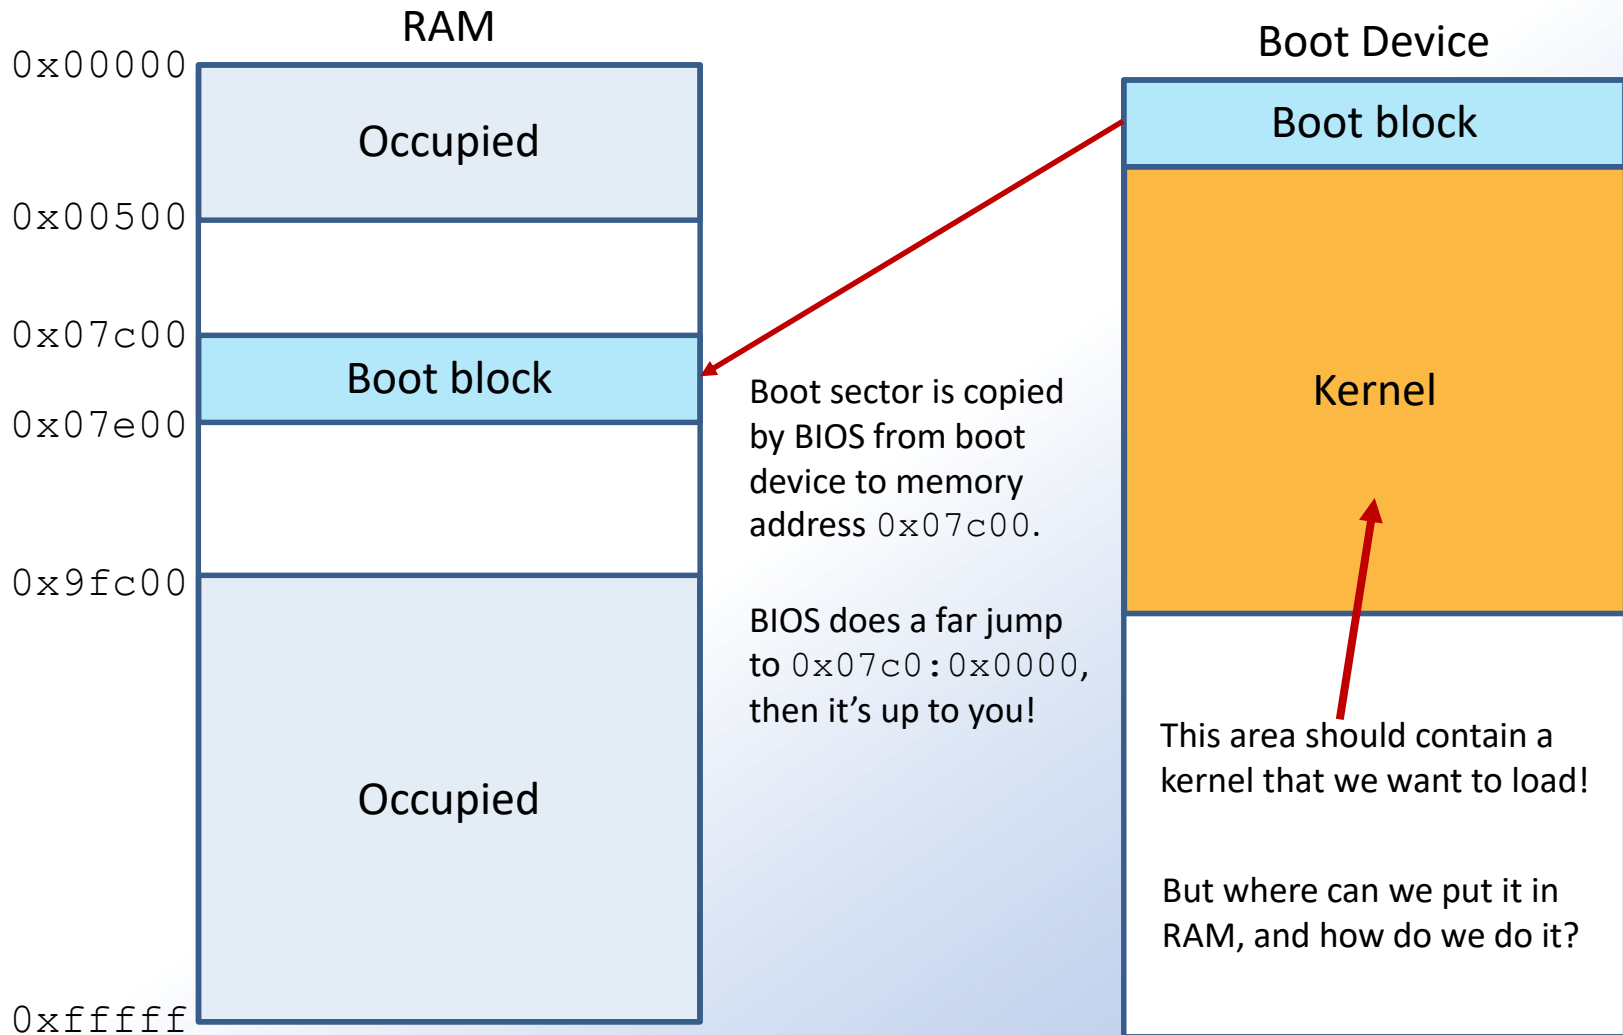 RAM
0x00000
Occupied
0x00500
0x07c00
Boot block
0x07e00
0x9fc00
Occupied
0xfffff
Boot sector is copied
by BIOS from boot
device to memory
address 0x07c00.
BIOS does a far jump
to 0x07c0:0x0000,
then it’s up to you!
Boot Device
Boot block
Kernel
This area should contain a
kernel that we want to load!
But where can we put it in
RAM, and how do we do it?